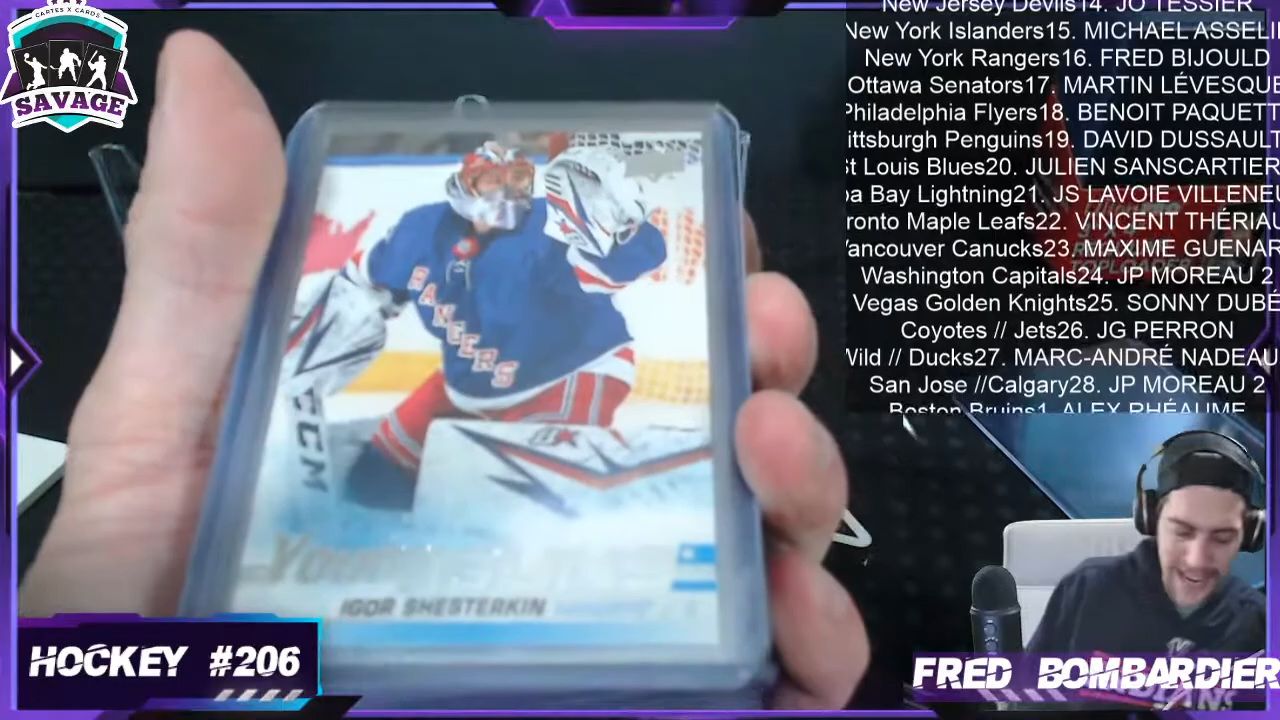 CARTES X CARDS
SAVAGE
New Jersey Devils14. JO TESSIER
New York Islanders15. MICHAEL ASSELI
New York Rangers16. FRED BIJOULD
Ottawa Senators17. MARTIN LÉVESQUE
Philadelphia Flyers18. BENOIT PAQUETT
ittsburgh Penguins19. DAVID DUSSAULT
St Louis Blues20. JULIEN SANSCARTIER
pa Bay Lightning21. JS LAVOIE VILLENEU
ronto Maple Leafs22. VINCENT THÉRIAU
Vancouver Canucks23. MAXIME GUENAR
Washington Capitals24. JP MOREAU 2
Vegas Golden Knights25. SONNY DUBÉ
Coyotes // Jets26. JG PERRON
Wild // Ducks27. MARC-ANDRÉ NADEAU
San Jose //Calgary28. JP MOREAU 2
Boston Bruins1. ALEX RHÉAUME
RANGERS
CCM
IGOR SHESTERKIN
HOCKEY #206
FRED BOMBARDIER